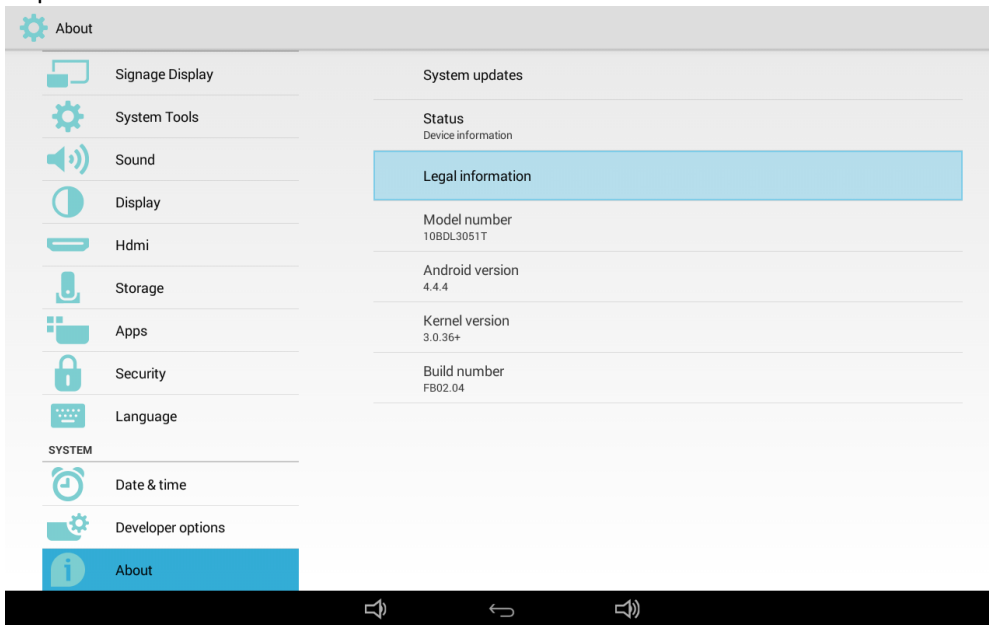 About
Signage Display
System Tools
Sound
Display
Hdmi
Storage
Apps
Security
Language
SYSTEM
Date & time
Developer options
About
System updates
Status
Device information
Legal information
Model number
10BDL3051T
Android version
4.4.4
Kernel version
3.0.36+
Build number
FB02.04